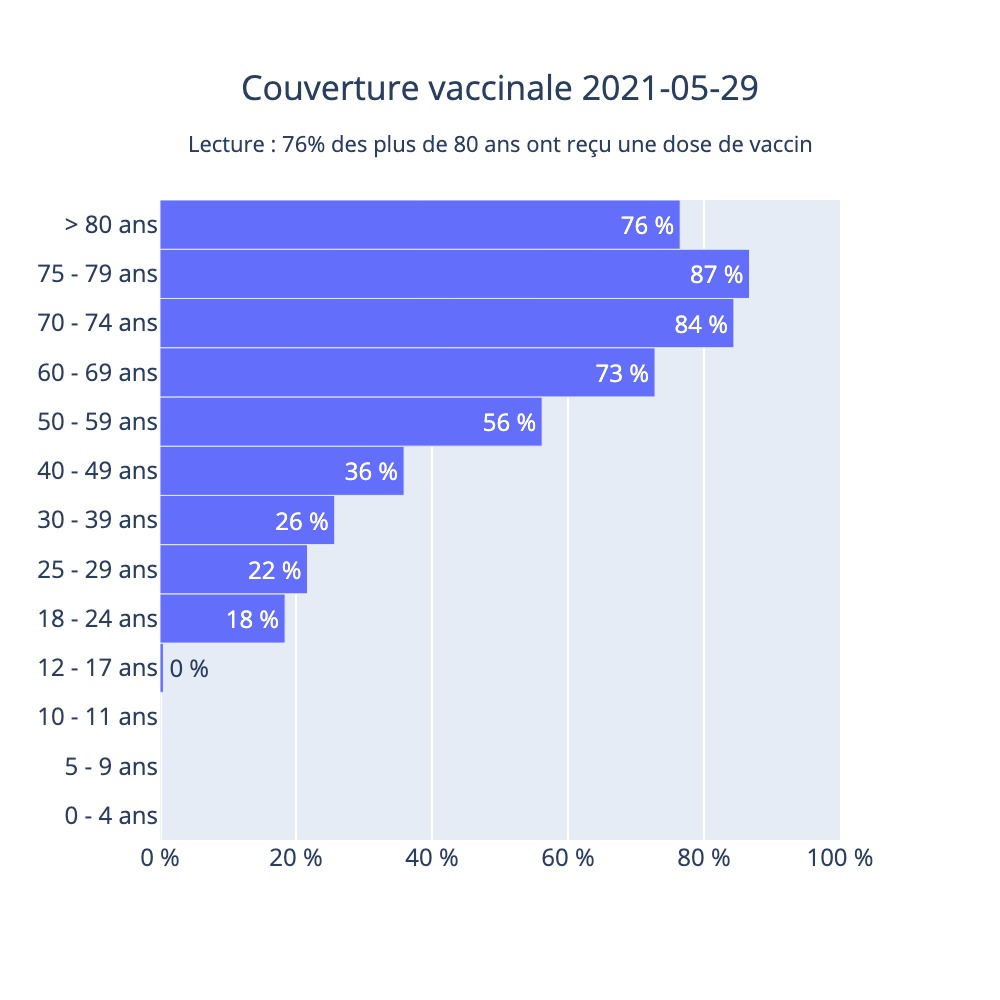 Couverture vaccinale 2021-05-29
Lecture : 76% des plus de 80 ans ont reçu une dose de vaccin
> 80 ans 76 %
75 - 79 ans 87 %
70 - 74 ans 84 %
60 - 69 ans 73 %
50 - 59 ans 56 %
40 - 49 ans 36 %
30 - 39 ans 26 %
25 - 29 ans 22 %
18 - 24 ans 18 %
12 - 17 ans 0 %
10 - 11 ans
5 - 9 ans
0 - 4 ans
0 % 20 % 40 % 60 % 80 % 100 %